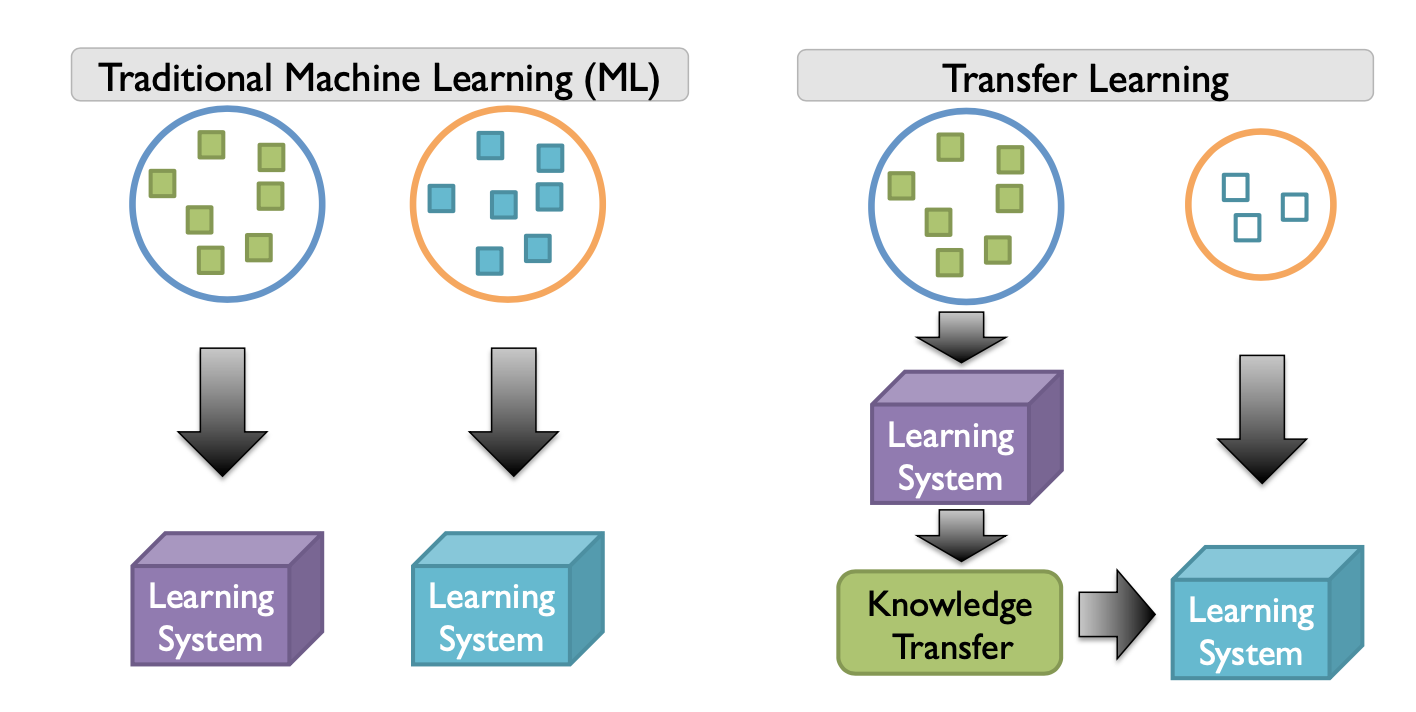 Traditional Machine Learning (ML)
Transfer Learning
Learning
System
Learning
System
Learning
System
Knowledge
Transfer
Learning
System